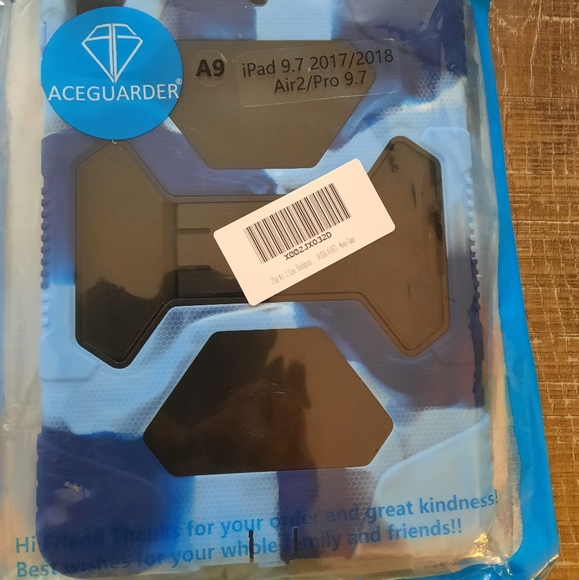 ACEGUARDER®
A9
iPad 9.7 2017/2018
Air2/Pro 9.7
X002JX032D
Hi Friend Thanks for your order and great kindness!
Best wishes for your whole family and friends!!